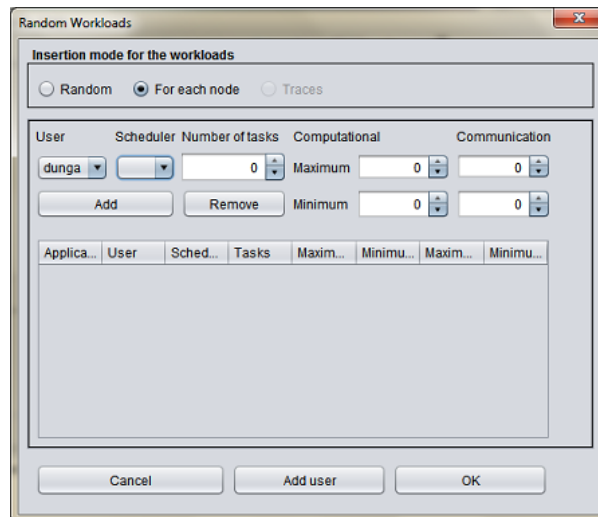 Random Workloads
Insertion mode for the workloads
Random For each node Traces
User Scheduler Number of tasks Computational Communication
dunga 0 Maximum 0 0
Add Remove Minimum 0 0
Applica... User Sched... Tasks Maxim... Minimu... Maxim... Minimu...
Cancel Add user OK